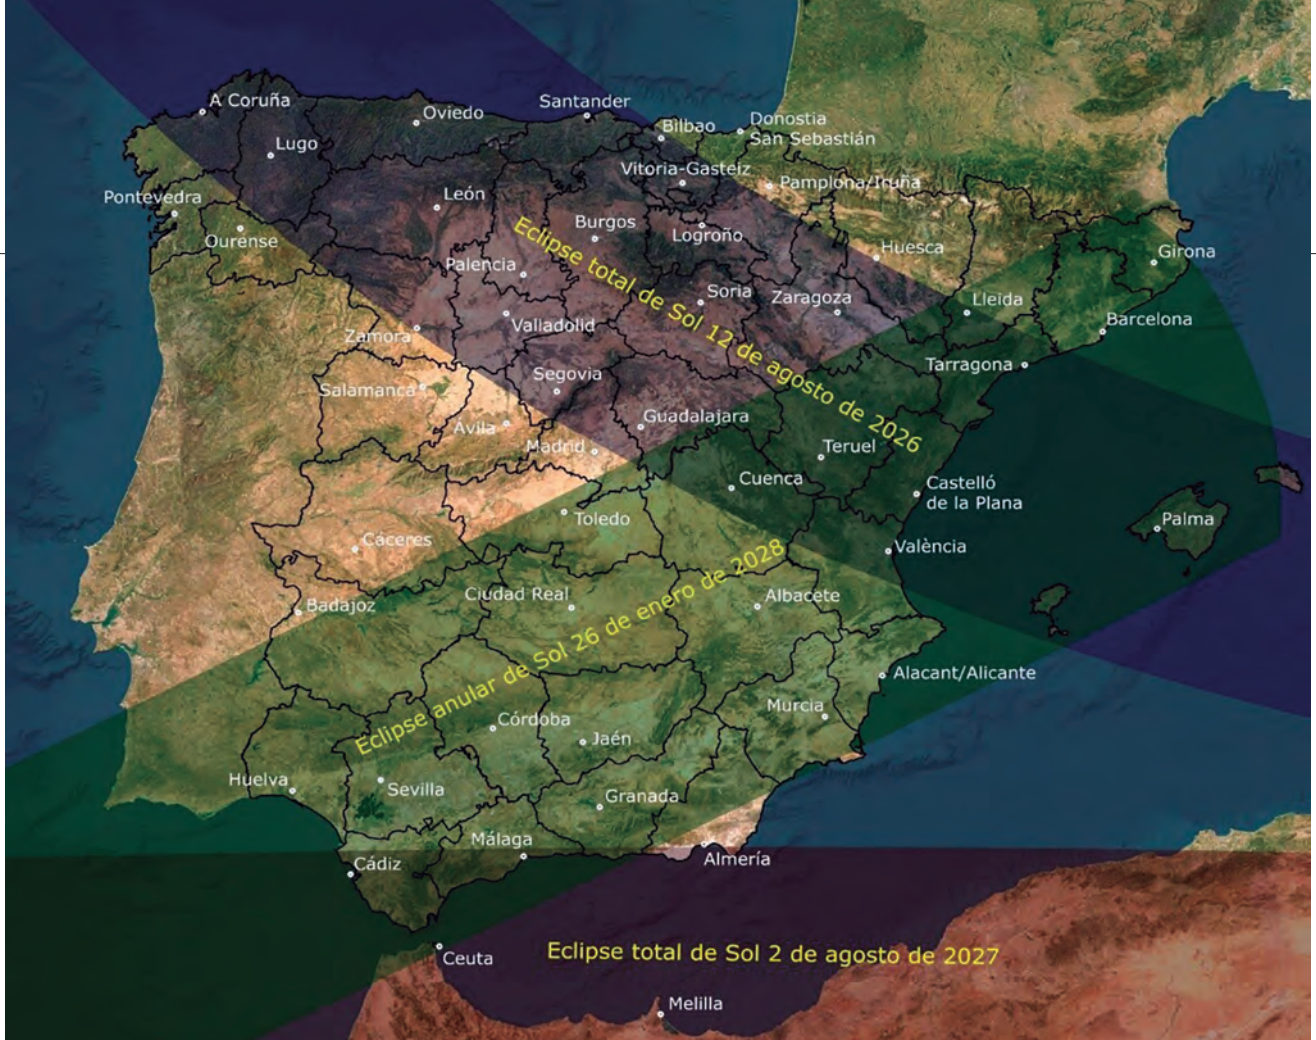 A Coruña
Oviedo
Santander
Bilbao
Donostia
San Sebastián
Lugo
Vitoria-Gasteiz
Pamplona/Iruña
Pontevedra
León
Ourense
Burgos
Logroño
Huesca
Girona
Palencia
Soria
Zaragoza
Lleida
Barcelona
Valladolid
Zamora
Eclipse total de Sol 12 de agosto de 2026
Tarragona
Segovia
Salamanca
Guadalajara
Ávila
Madrid
Teruel
Cuenca
Castelló
de la Plana
Toledo
Palma
Cáceres
València
Badajoz
Ciudad Real
Albacete
Eclipse anular de Sol 26 de enero de 2028
Alacant/Alicante
Murcia
Córdoba
Jaén
Huelva
Sevilla
Granada
Málaga
Cádiz
Almería
Ceuta
Eclipse total de Sol 2 de agosto de 2027
Melilla